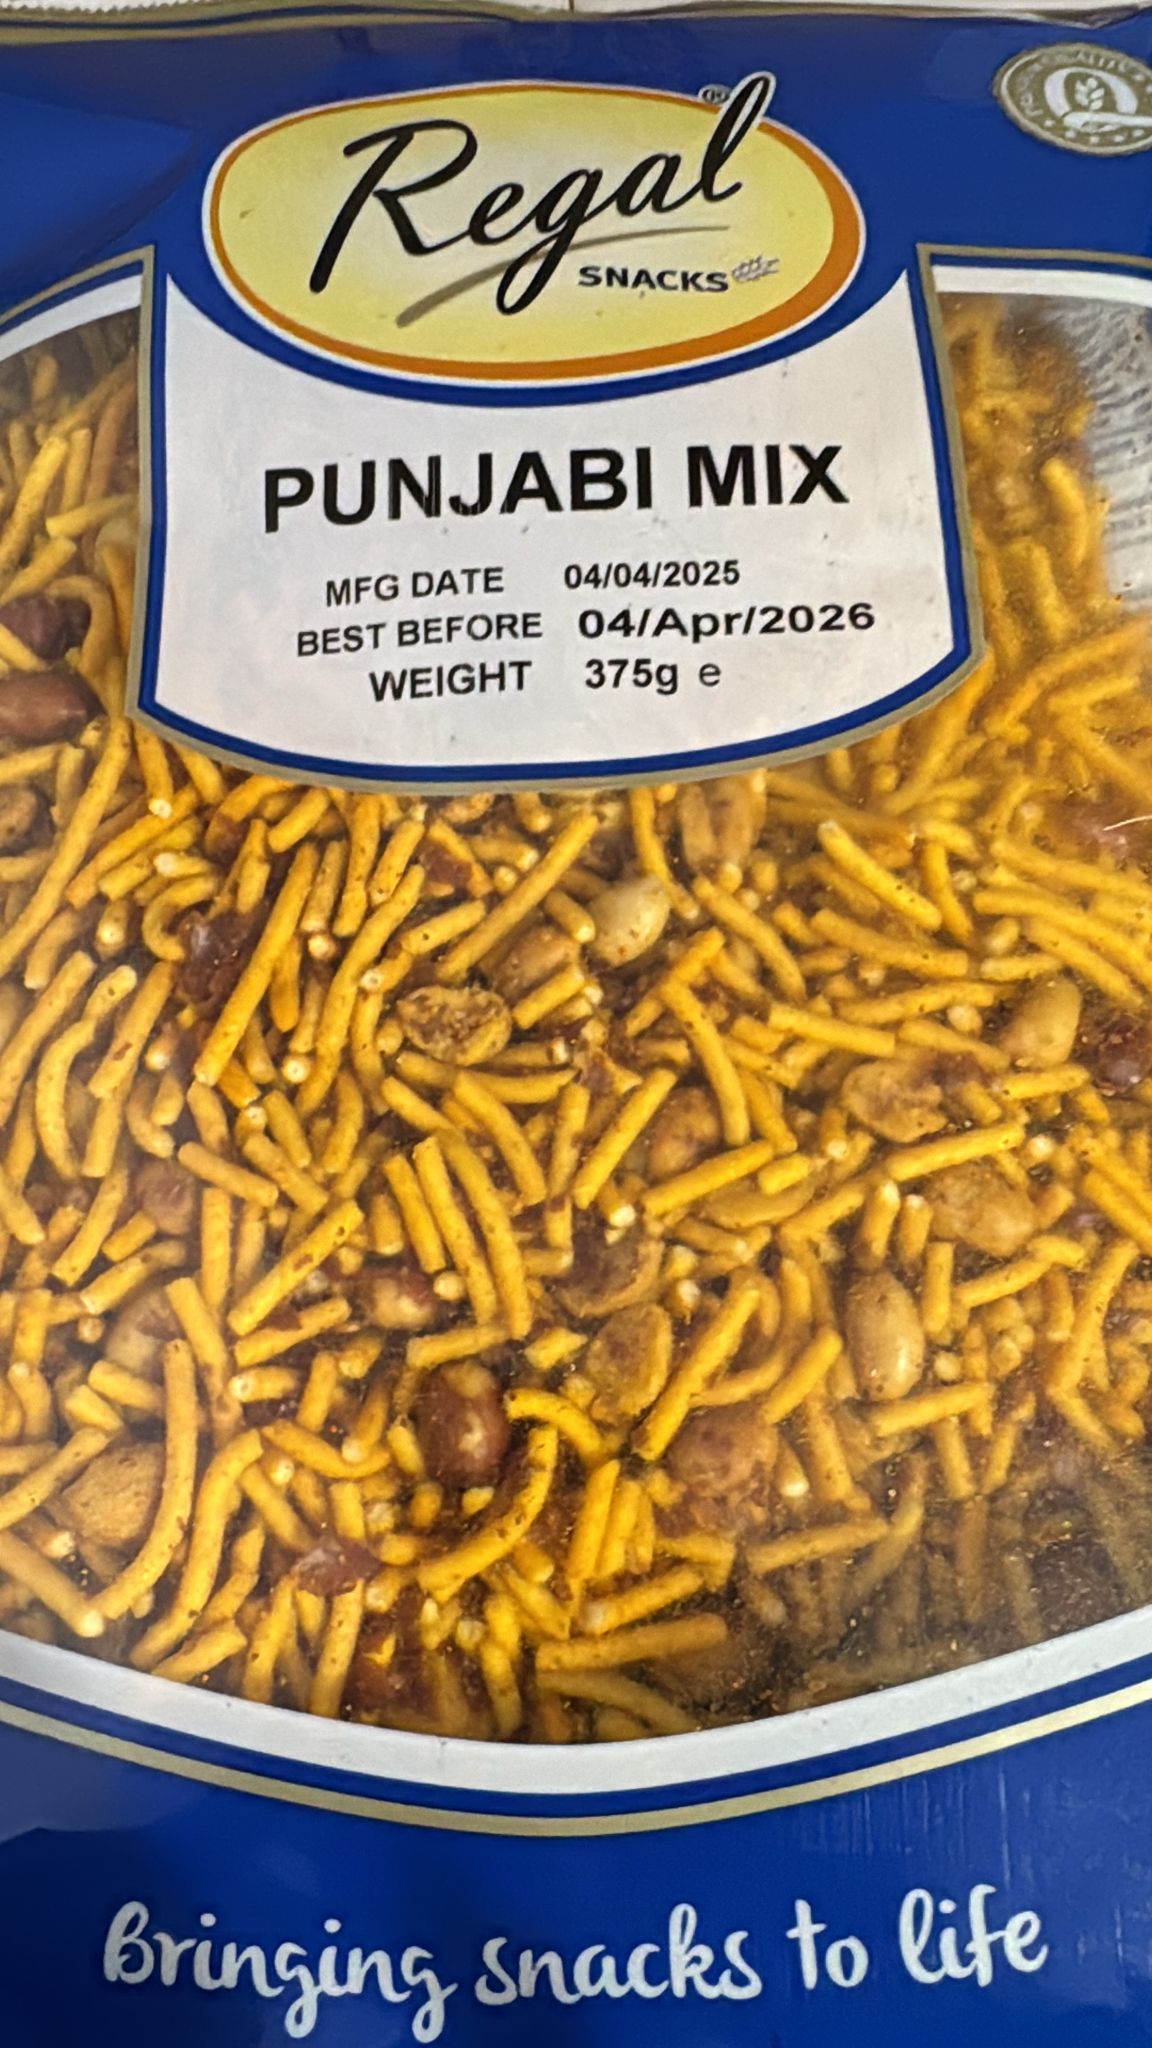 Regal
®
SNACKS
PUNJABI MIX
MFG DATE 04/04/2025
BEST BEFORE 04/Apr/2026
WEIGHT 375g e
Bringing snacks to life